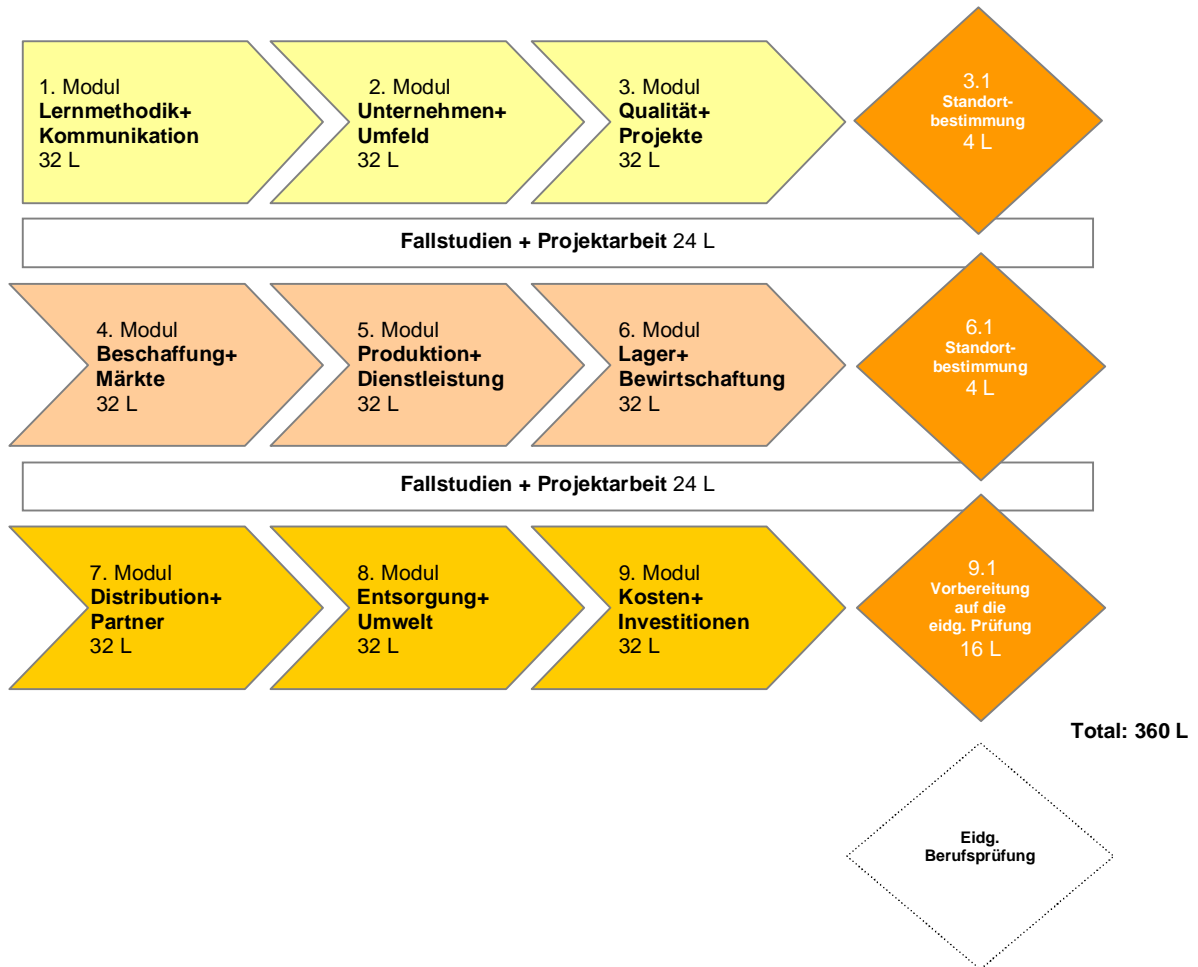 1. Modul
Lernmethodik+
Kommunikation
32 L
2. Modul
Unternehmen+
Umfeld
32 L
3. Modul
Qualität+
Projekte
32 L
3.1
Standort-
bestimmung
4 L
Fallstudien + Projektarbeit 24 L
4. Modul
Beschaffung+
Märkte
32 L
5. Modul
Produktion+
Dienstleistung
32 L
6. Modul
Lager+
Bewirtschaftung
32 L
6.1
Standort-
bestimmung
4 L
Fallstudien + Projektarbeit 24 L
7. Modul
Distribution+
Partner
32 L
8. Modul
Entsorgung+
Umwelt
32 L
9. Modul
Kosten+
Investitionen
32 L
9.1
Vorbereitung
auf die
eidg. Prüfung
16 L
Total: 360 L
Eidg.
Berufsprüfung